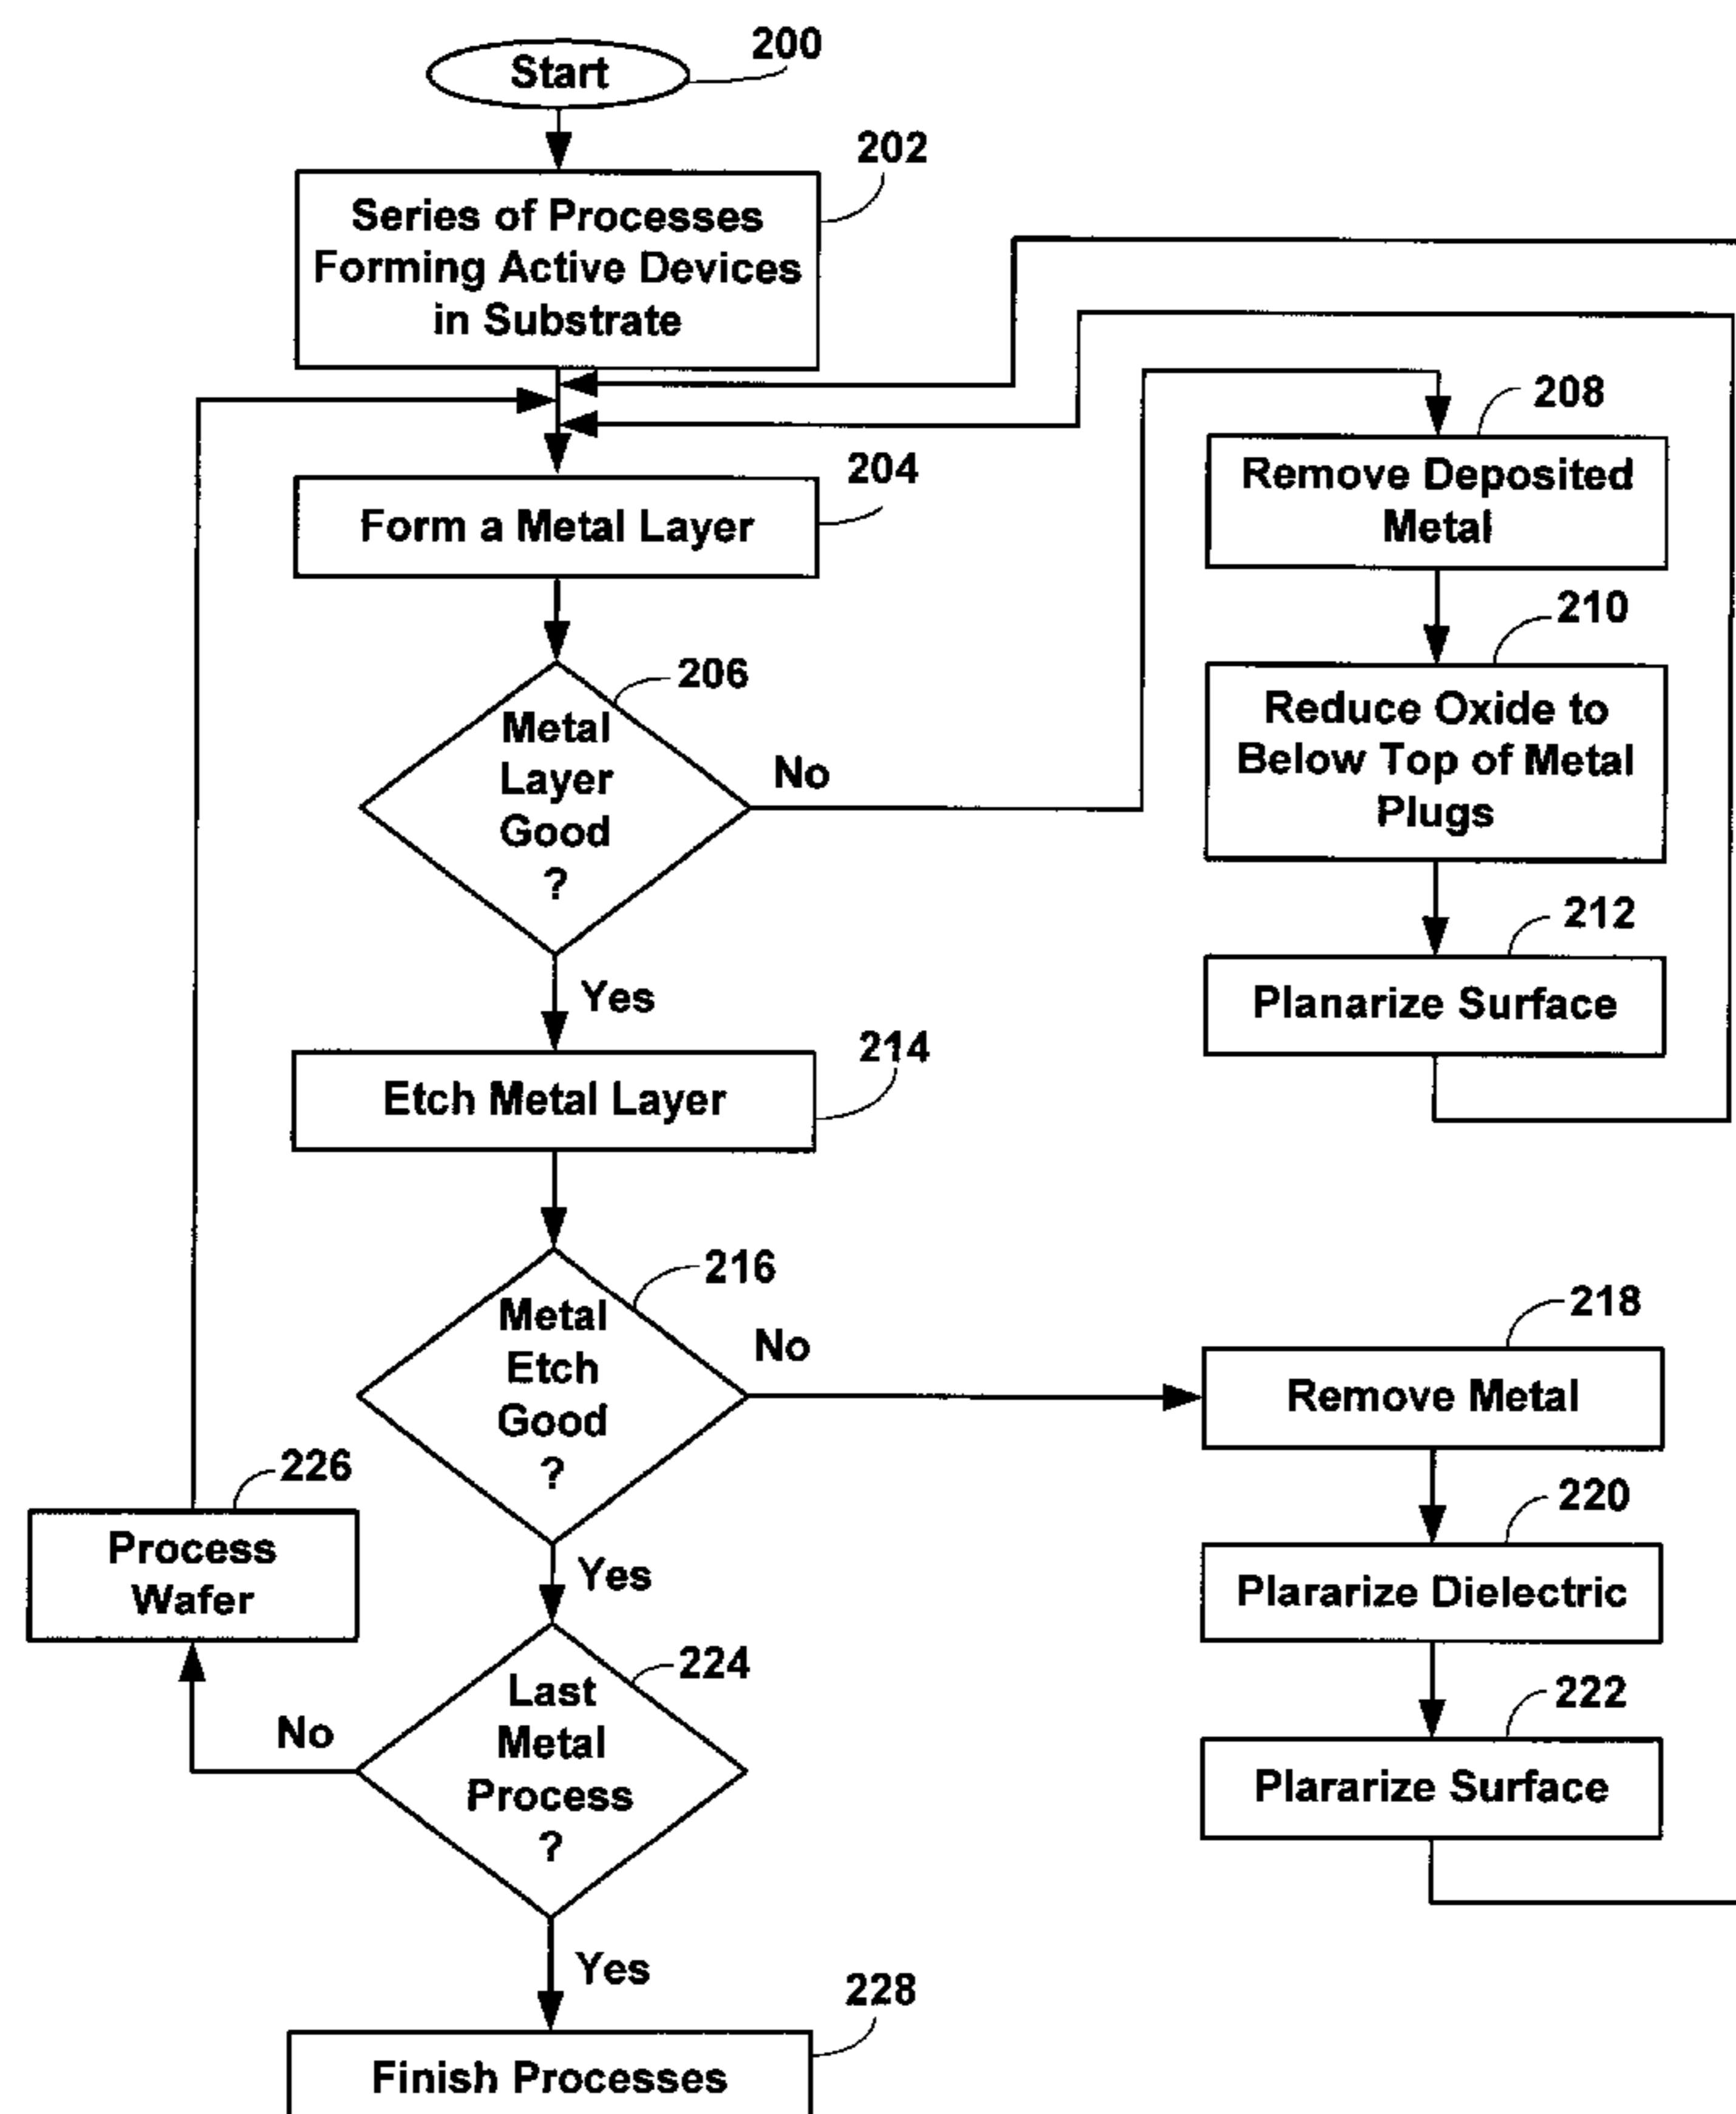 Start
200
202
Series of Processes
Forming Active Devices
in Substrate
204
Form a Metal Layer
206
Metal
Layer
Good
?
No
Yes
208
Remove Deposited
Metal
210
Reduce Oxide to
Below Top of Metal
Plugs
212
Planarize Surface
214
Etch Metal Layer
216
Metal
Etch
Good
?
No
Yes
218
Remove Metal
220
Plararize Dielectric
222
Plararize Surface
224
Last
Metal
Process
?
No
Yes
226
Process
Wafer
228
Finish Processes